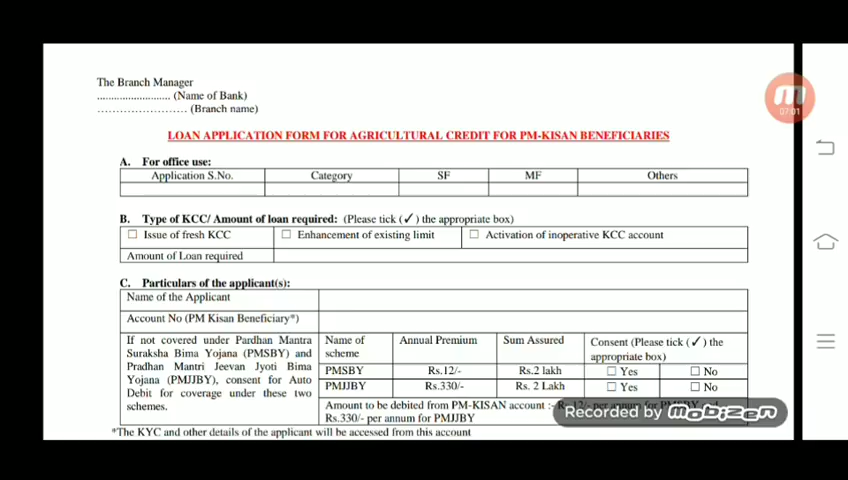 The Branch Manager
........................... (Name of Bank)
........................ (Branch name)
LOAN APPLICATION FORM FOR AGRICULTURAL CREDIT FOR PM-KISAN BENEFICIARIES
A. For office use:
Application S.No. Category SF MF Others
B. Type of KCC/ Amount of loan required: (Please tick (✓) the appropriate box)
☐ Issue of fresh KCC ☐ Enhancement of existing limit ☐ Activation of inoperative KCC account
Amount of Loan required
C. Particulars of the applicant(s):
Name of the Applicant
Account No (PM Kisan Beneficiary*)
If not covered under Pardhan Mantra
Suraksha Bima Yojana (PMSBY) and
Pradhan Mantri Jeevan Jyoti Bima
Yojana (PMJJBY), consent for Auto
Debit for coverage under these two
schemes.
Name of
scheme
Annual Premium
Sum Assured
Consent (Please tick (✓) the
appropriate box)
PMSBY Rs.12/- Rs.2 lakh ☐ Yes ☐ No
PMJJBY Rs.330/- Rs. 2 Lakh ☐ Yes ☐ No
Amount to be debited from PM-KISAN account :- Rs.12/- per annum for PMSBY
Rs.330/- per annum for PMJJBY
*The KYC and other details of the applicant will be accessed from this account
07:01
Recorded by mobizen